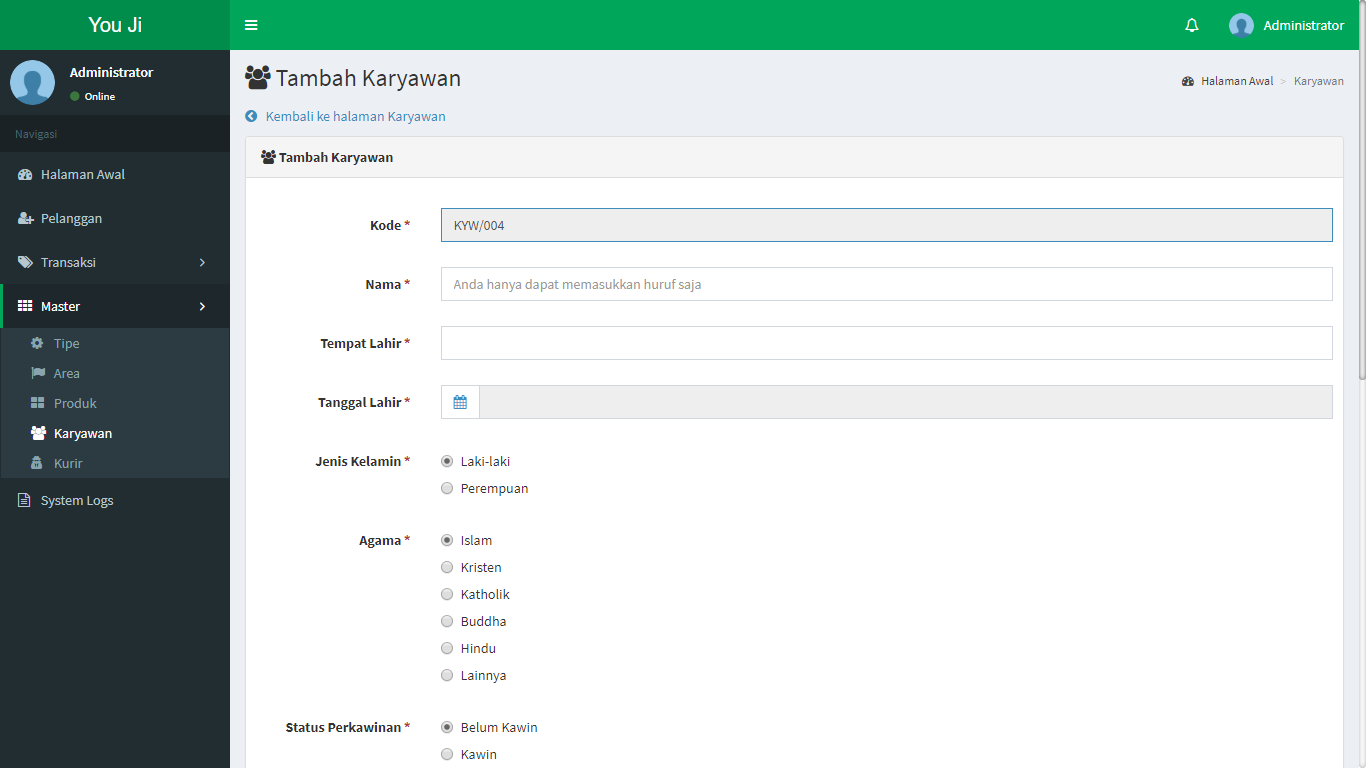 You Ji
Administrator
Administrator
Online
Navigasi
Halaman Awal
Pelanggan
Transaksi
Master
Tipe
Area
Produk
Karyawan
Kurir
System Logs
Tambah Karyawan
Halaman Awal > Karyawan
Kembali ke halaman Karyawan
Tambah Karyawan
Kode * KYW/004
Nama * Anda hanya dapat memasukkan huruf saja
Tempat Lahir *
Tanggal Lahir *
Jenis Kelamin * Laki-laki
Perempuan
Agama * Islam
Kristen
Katholik
Buddha
Hindu
Lainnya
Status Perkawinan * Belum Kawin
Kawin